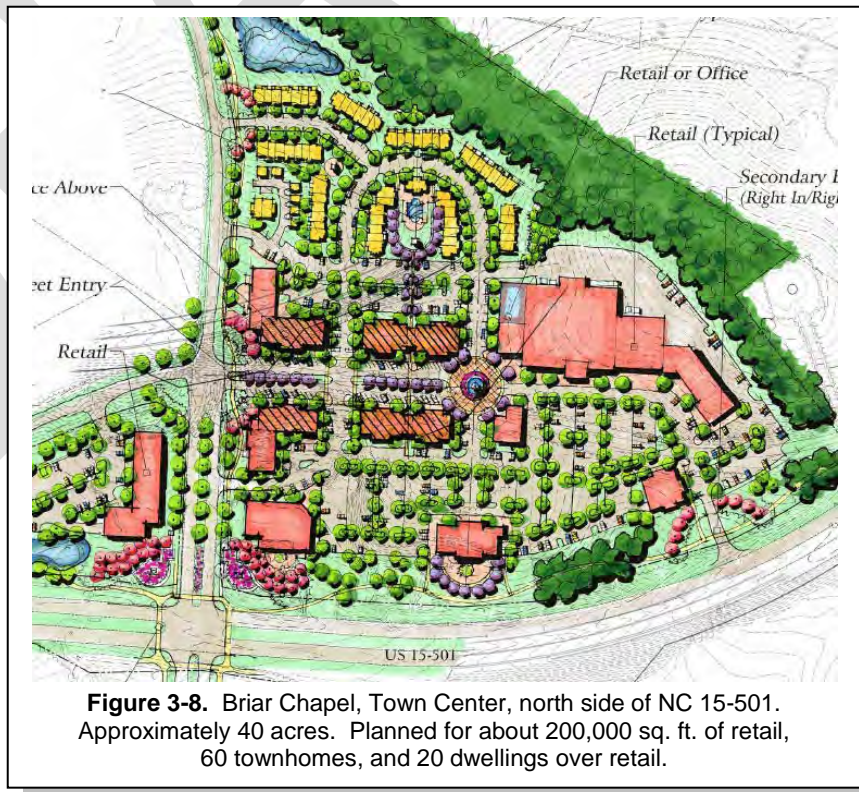 Retail or Office
Retail (Typical)
Secondary
(Right In/Righ
ce Above
eet Entry
Retail
US 15-501
Figure 3-8. Briar Chapel, Town Center, north side of NC 15-501.
Approximately 40 acres. Planned for about 200,000 sq. ft. of retail,
60 townhomes, and 20 dwellings over retail.